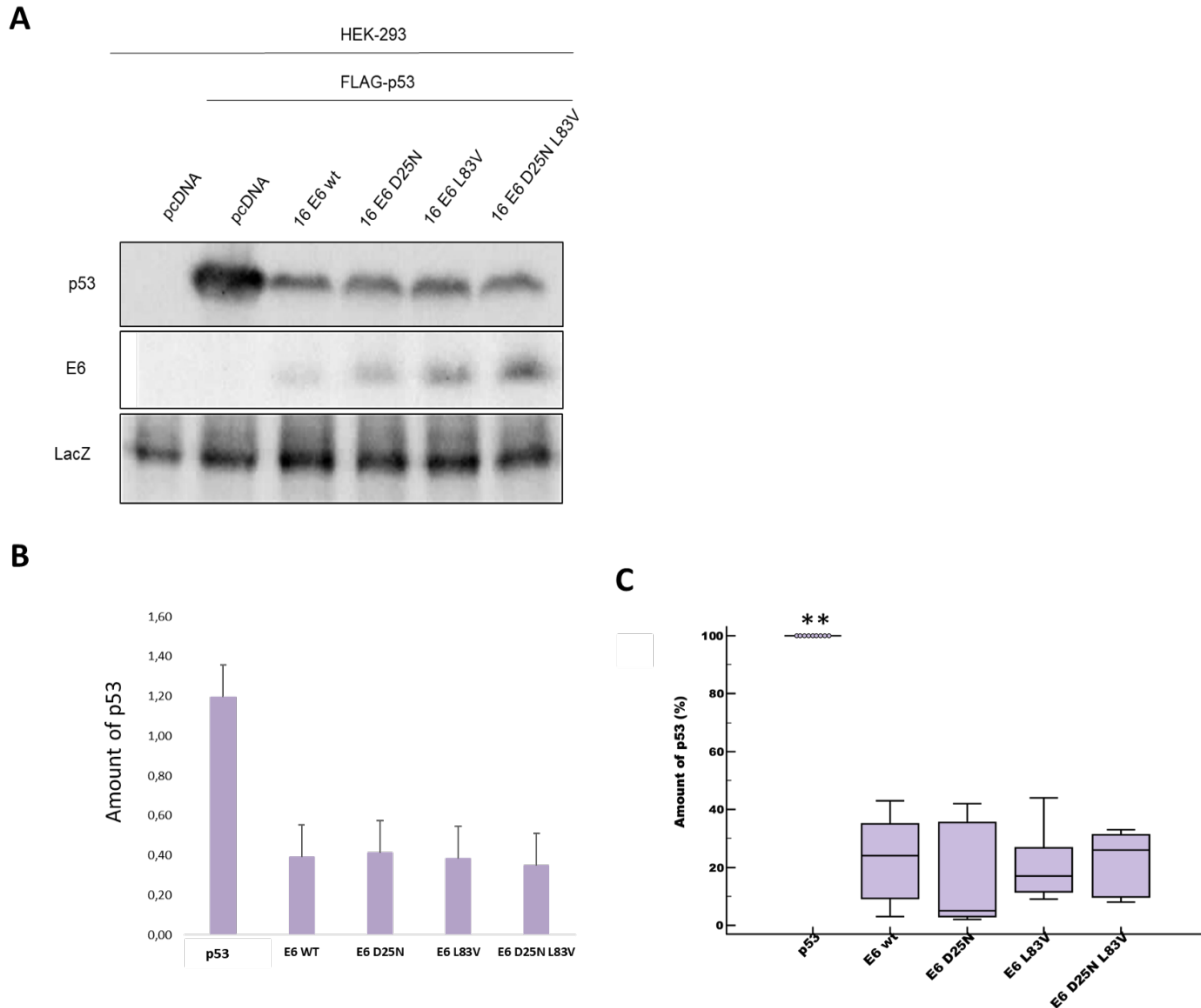 A
HEK-293
FLAG-p53
pcDNA
pcDNA
16 E6 wt
16 E6 D25N
16 E6 L83V
16 E6 D25N L83V
p53
E6
LacZ
B
Amount of p53
1,60
1,40
1,20
1,00
0,80
0,60
0,40
0,20
0,00
p53
E6 WT
E6 D25N
E6 L83V
E6 D25N L83V
C
Amount of p53 (%)
**
100
80
60
40
20
0
p53
E6 wt
E6 D25N
E6 L83V
E6 D25N L83V